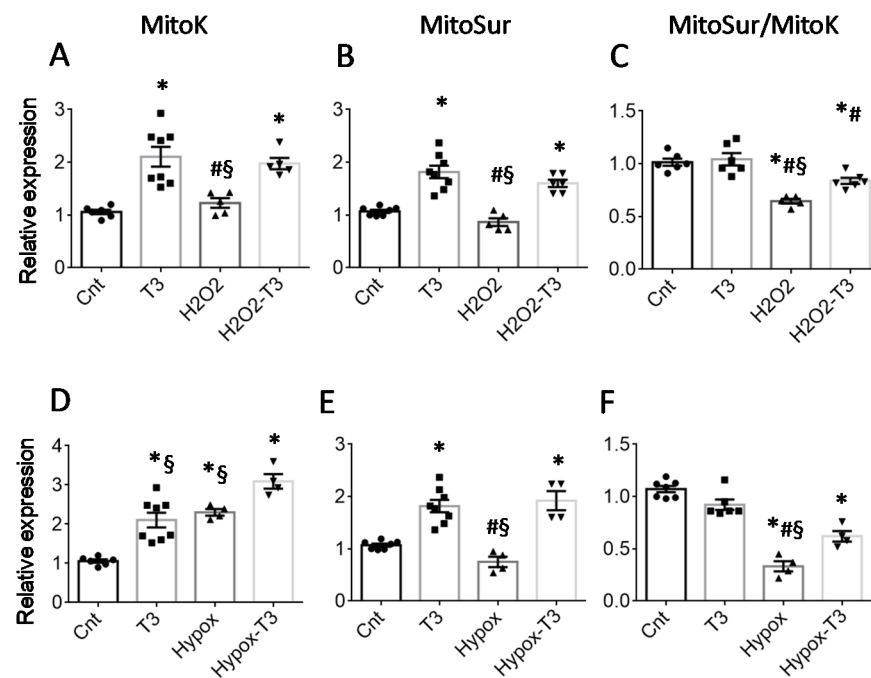 MitoK
MitoSur
MitoSur/MitoK
A
B
C
Relative expression
3
2
1
0
*
#§
*
Cnt
T3
H2O2
H2O2-T3
3
2
1
0
*
#§
*
Cnt
T3
H2O2
H2O2-T3
1.5
1.0
0.5
0.0
*#§
*#
Cnt
T3
H2O2
H2O2-T3
D
E
F
Relative expression
4
3
2
1
0
*§
*§
*
Cnt
T3
Hypox
Hypox-T3
3
2
1
0
*
#§
*
Cnt
T3
Hypox
Hypox-T3
1.5
1.0
0.5
0.0
*#§
*
Cnt
T3
Hypox
Hypox-T3